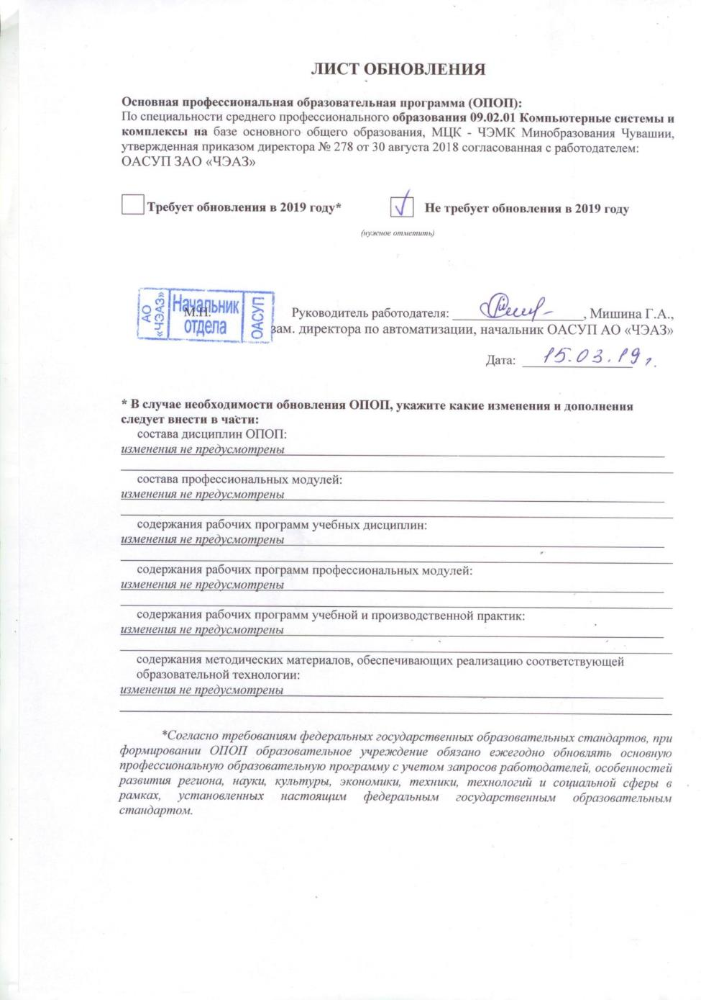 ЛИСТ ОБНОВЛЕНИЯ
Основная профессиональная образовательная программа (ОПОП):
По специальности среднего профессионального образования 09.02.01 Компьютерные системы и
комплексы на базе основного общего образования, МЦК - ЧЭМК Минобразования Чувашии,
утвержденная приказом директора № 278 от 30 августа 2018 согласованная с работодателем:
ОАСУП ЗАО «ЧЭАЗ»
Требует обновления в 2019 году* Не требует обновления в 2019 году
(нужное отметить)
АО «ЧЭАЗ» Начальник отдела ОАСУП
М.П. Руководитель работодателя: , Мишина Г.А.,
зам. директора по автоматизации, начальник ОАСУП АО «ЧЭАЗ»
Дата: 15.03.19 г.
* В случае необходимости обновления ОПОП, укажите какие изменения и дополнения
следует внести в части:
состава дисциплин ОПОП:
изменения не предусмотрены
состава профессиональных модулей:
изменения не предусмотрены
содержания рабочих программ учебных дисциплин:
изменения не предусмотрены
содержания рабочих программ профессиональных модулей:
изменения не предусмотрены
содержания рабочих программ учебной и производственной практик:
изменения не предусмотрены
содержания методических материалов, обеспечивающих реализацию соответствующей
образовательной технологии:
изменения не предусмотрены
*Согласно требованиям федеральных государственных образовательных стандартов, при
формировании ОПОП образовательное учреждение обязано ежегодно обновлять основную
профессиональную образовательную программу с учетом запросов работодателей, особенностей
развития региона, науки, культуры, экономики, техники, технологий и социальной сферы в
рамках, установленных настоящим федеральным государственным образовательным
стандартом.